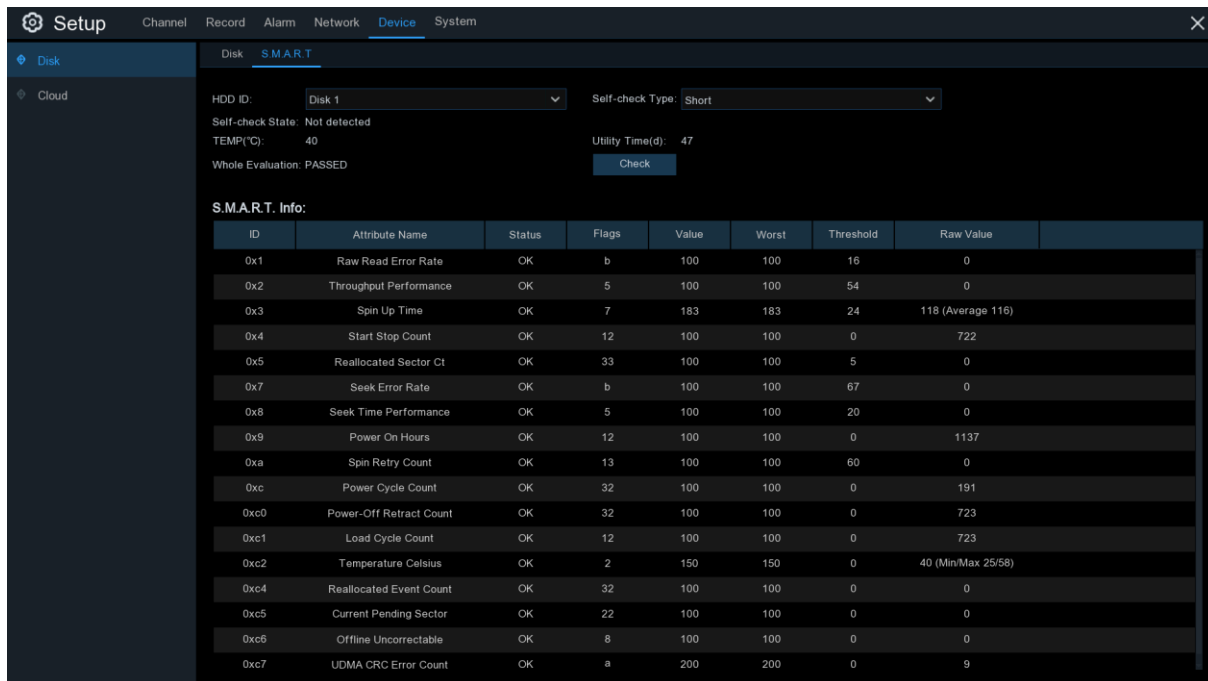 Setup Channel Record Alarm Network Device System
Disk
Cloud
Disk S.M.A.R.T
HDD ID: Disk 1 Self-check Type: Short
Self-check State: Not detected
TEMP(°C): 40 Utility Time(d): 47
Whole Evaluation: PASSED Check
S.M.A.R.T. Info:
ID Attribute Name Status Flags Value Worst Threshold Raw Value
0x1 Raw Read Error Rate OK b 100 100 16 0
0x2 Throughput Performance OK 5 100 100 54 0
0x3 Spin Up Time OK 7 183 183 24 118 (Average 116)
0x4 Start Stop Count OK 12 100 100 0 722
0x5 Reallocated Sector Ct OK 33 100 100 5 0
0x7 Seek Error Rate OK b 100 100 67 0
0x8 Seek Time Performance OK 5 100 100 20 0
0x9 Power On Hours OK 12 100 100 0 1137
0xa Spin Retry Count OK 13 100 100 60 0
0xc Power Cycle Count OK 32 100 100 0 191
0xc0 Power-Off Retract Count OK 32 100 100 0 723
0xc1 Load Cycle Count OK 12 100 100 0 723
0xc2 Temperature Celsius OK 2 150 150 0 40 (Min/Max 25/58)
0xc4 Reallocated Event Count OK 32 100 100 0 0
0xc5 Current Pending Sector OK 22 100 100 0 0
0xc6 Offline Uncorrectable OK 8 100 100 0 0
0xc7 UDMA CRC Error Count OK a 200 200 0 9